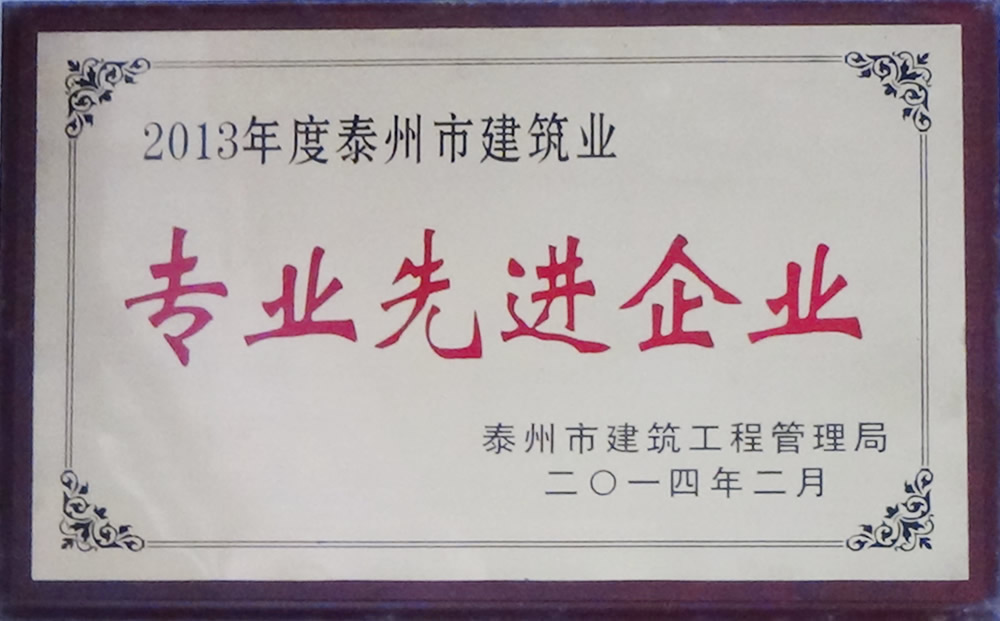 2013年度泰州市建筑业
专业先进企业
泰州市建筑工程管理局
二〇一四年二月